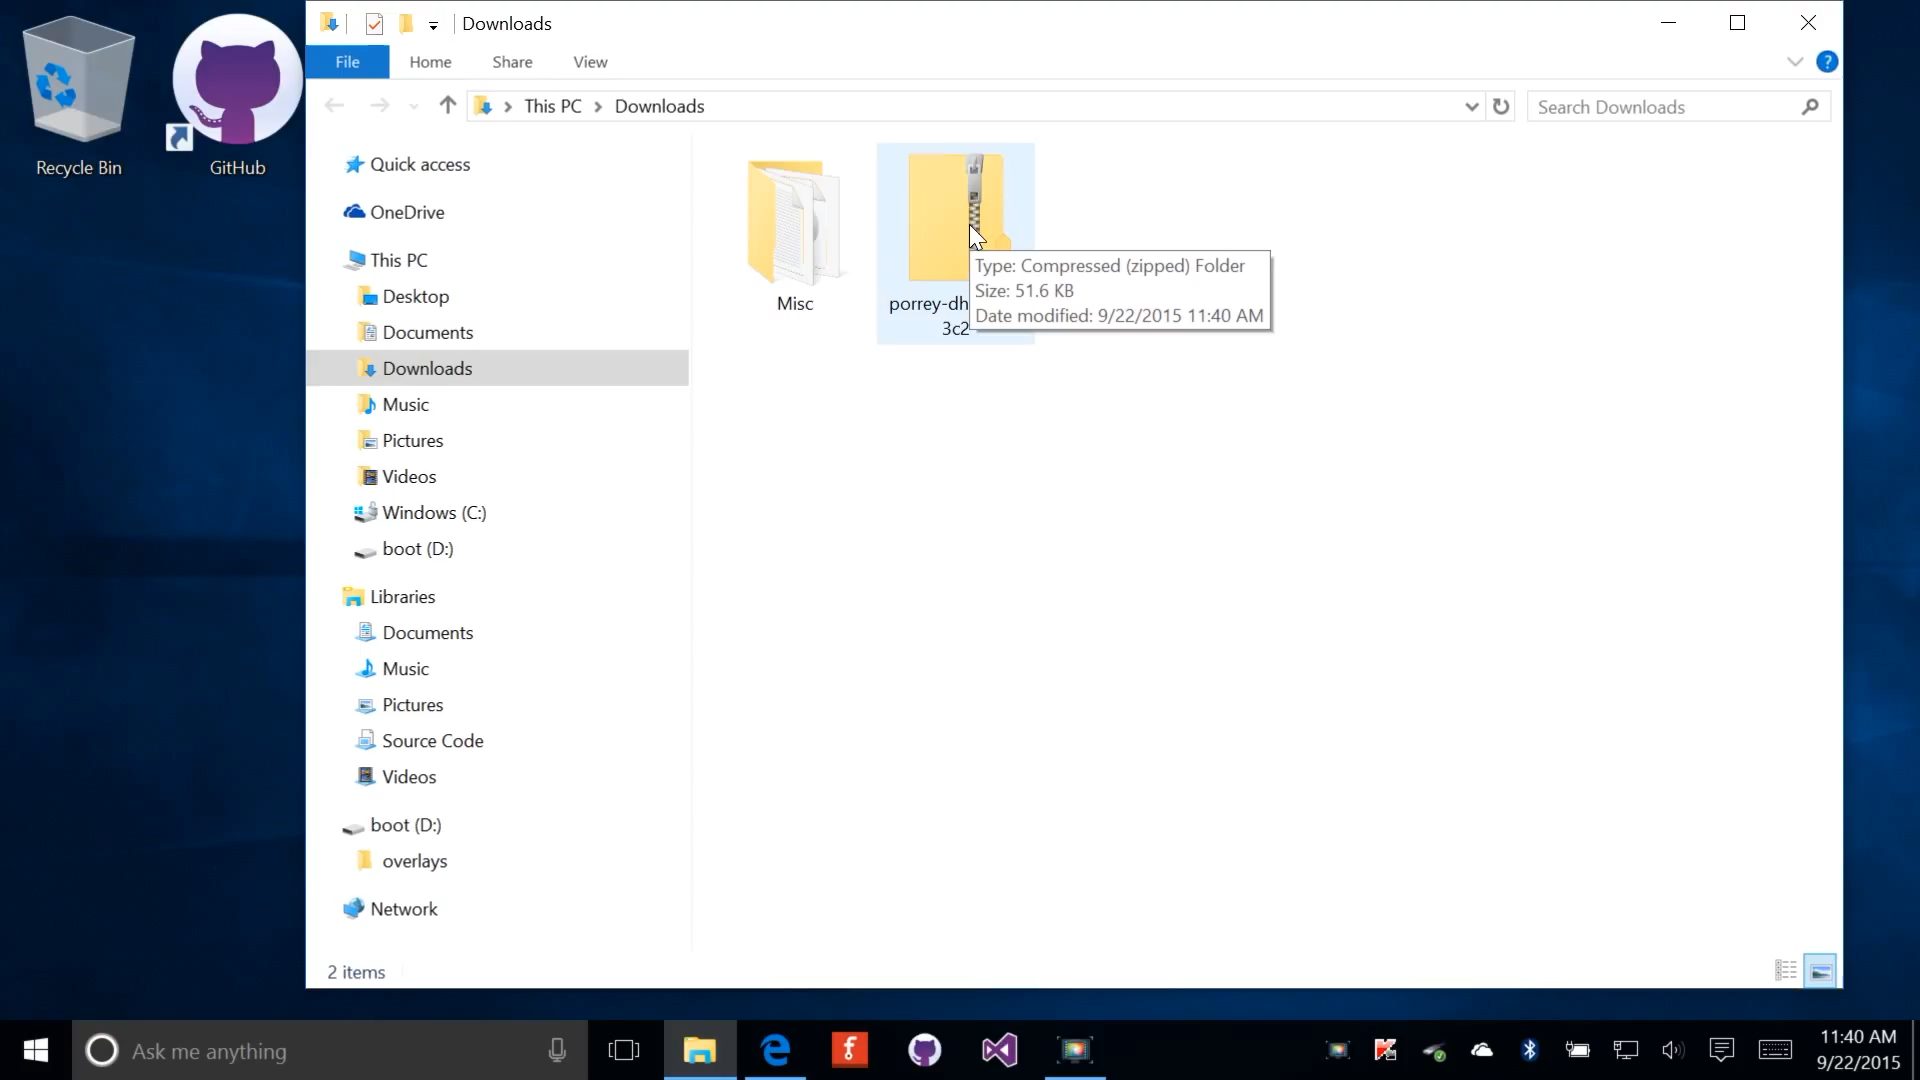 Recycle Bin
GitHub
Downloads
File
Home
Share
View
?
This PC
Downloads
Search Downloads
Quick access
OneDrive
This PC
Desktop
Documents
Downloads
Music
Pictures
Videos
Windows (C:)
boot (D:)
Libraries
Documents
Music
Pictures
Source Code
Videos
boot (D:)
overlays
Network
Misc
porrey-dh
3c2
Type: Compressed (zipped) Folder
Size: 51.6 KB
Date modified: 9/22/2015 11:40 AM
2 items
Ask me anything
11:40 AM
9/22/2015